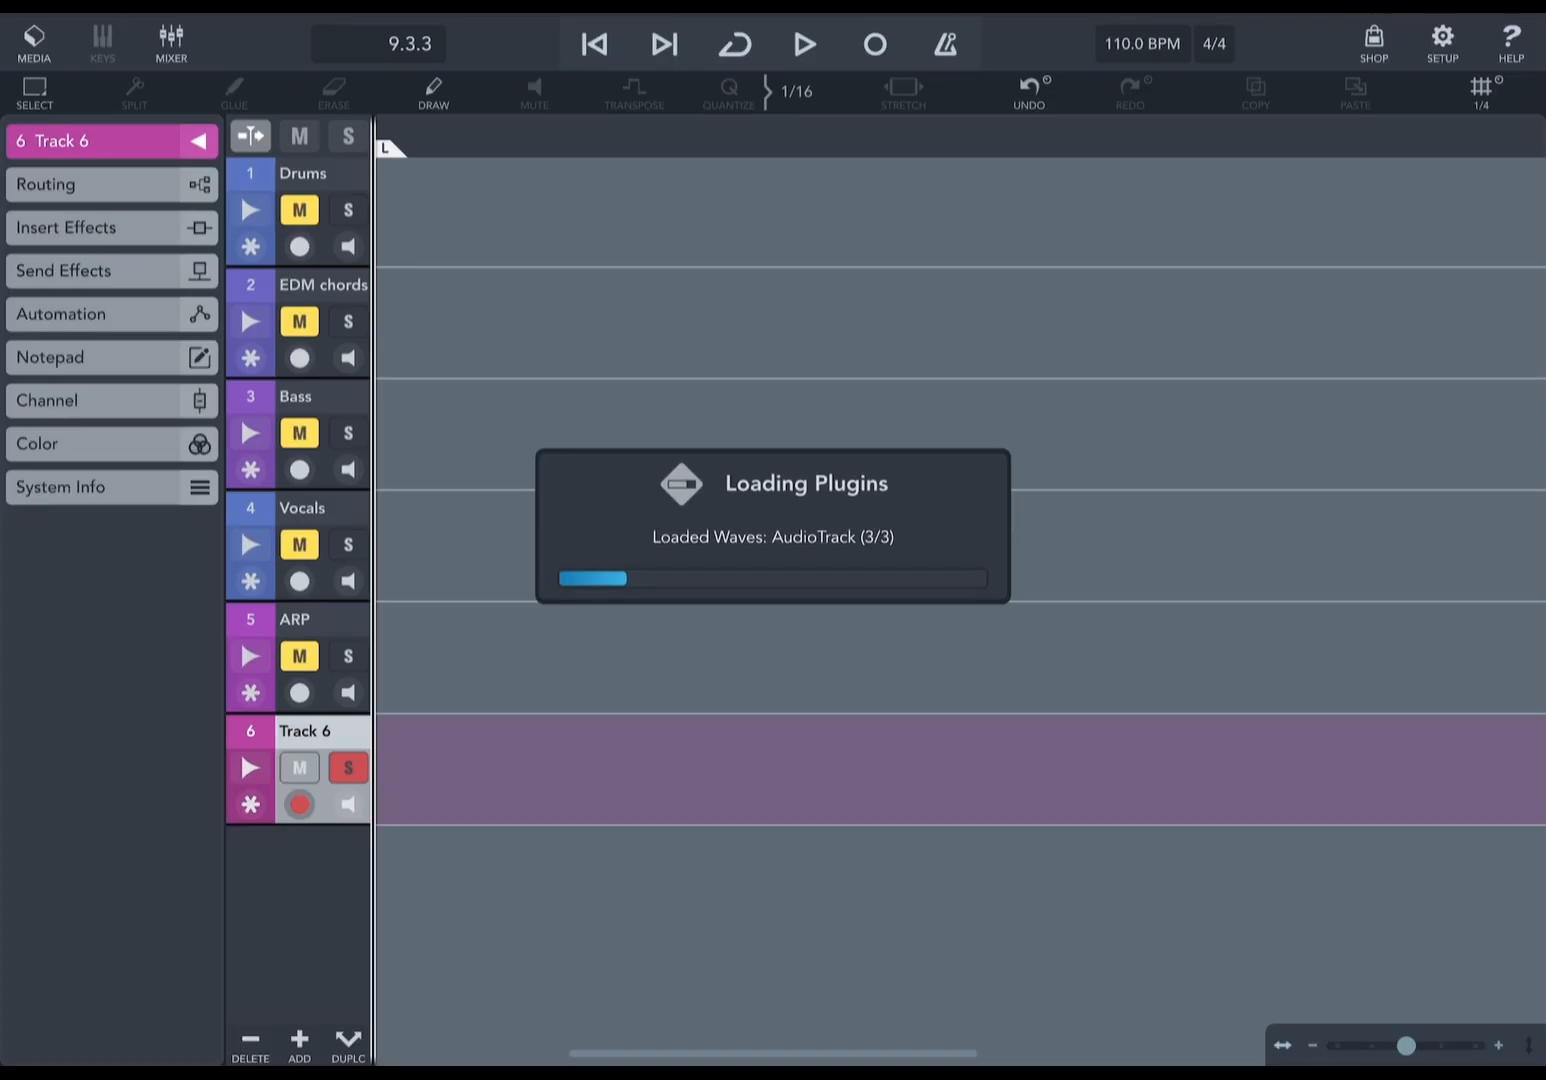 MEDIA
KEYS
MIXER
9.3.3
110.0 BPM
4/4
SHOP
SETUP
? HELP
SELECT
SPLIT
GLUE
ERASE
DRAW
MUTE
TRANSPOSE
QUANTIZE
1/16
STRETCH
UNDO
REDO
COPY
PASTE
1/4
6 Track 6
Routing
Insert Effects
Send Effects
Automation
Notepad
Channel
Color
System Info
M S
L
1 Drums
M S
2 EDM chords
M S
3 Bass
M S
4 Vocals
M S
5 ARP
M S
6 Track 6
M S
Loading Plugins
Loaded Waves: AudioTrack (3/3)
DELETE
ADD
DUPLC